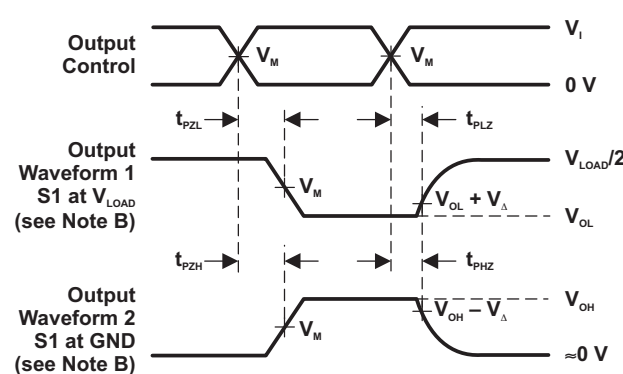 Output
Control
V_M
V_M
V_I
0 V
t_PZL
t_PLZ
Output
Waveform 1
S1 at V_LOAD
(see Note B)
V_M
V_OL + V_Δ
V_LOAD/2
V_OL
t_PZH
t_PHZ
Output
Waveform 2
S1 at GND
(see Note B)
V_M
V_OH – V_Δ
V_OH
≈0 V